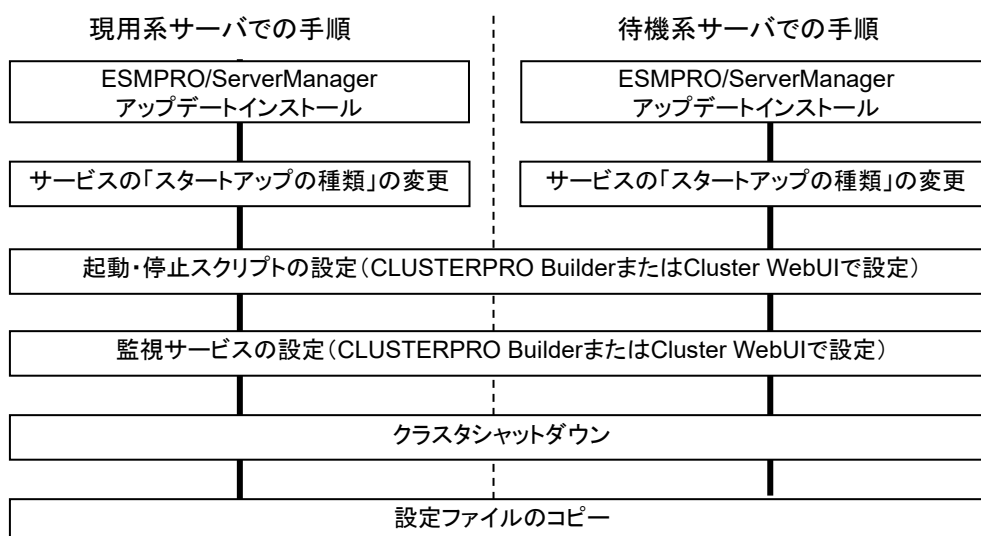 現用系サーバでの手順
待機系サーバでの手順
ESMPRO/ServerManager
アップデートインストール
ESMPRO/ServerManager
アップデートインストール
サービスの「スタートアップの種類」の変更
サービスの「スタートアップの種類」の変更
起動・停止スクリプトの設定（CLUSTERPRO BuilderまたはCluster WebUIで設定）
監視サービスの設定（CLUSTERPRO BuilderまたはCluster WebUIで設定）
クラスタシャットダウン
設定ファイルのコピー